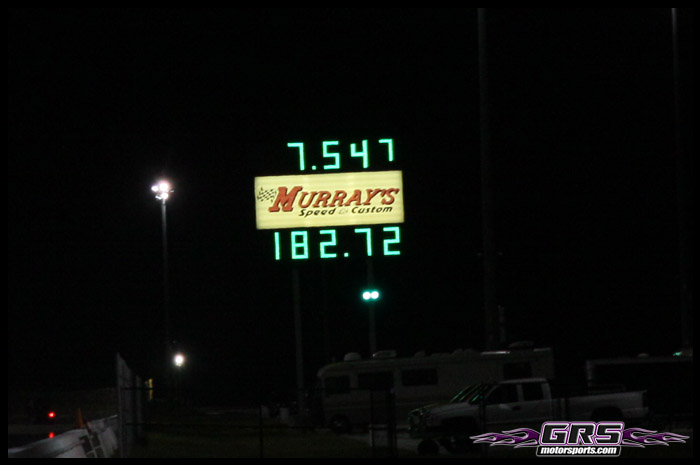 7.547
MURRAY'S
Speed & Custom
182.72
GRS
motorsports.com